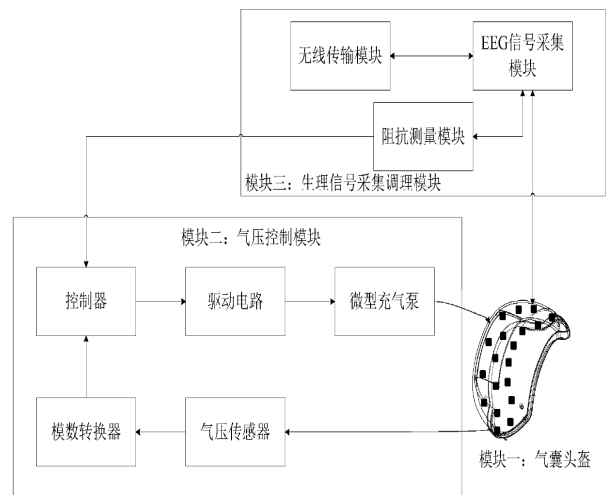 无线传输模块
EEG信号采集
模块
阻抗测量模块
模块三：生理信号采集调理模块
模块二：气压控制模块
控制器
驱动电路
微型充气泵
模数转换器
气压传感器
模块一：气囊头盔